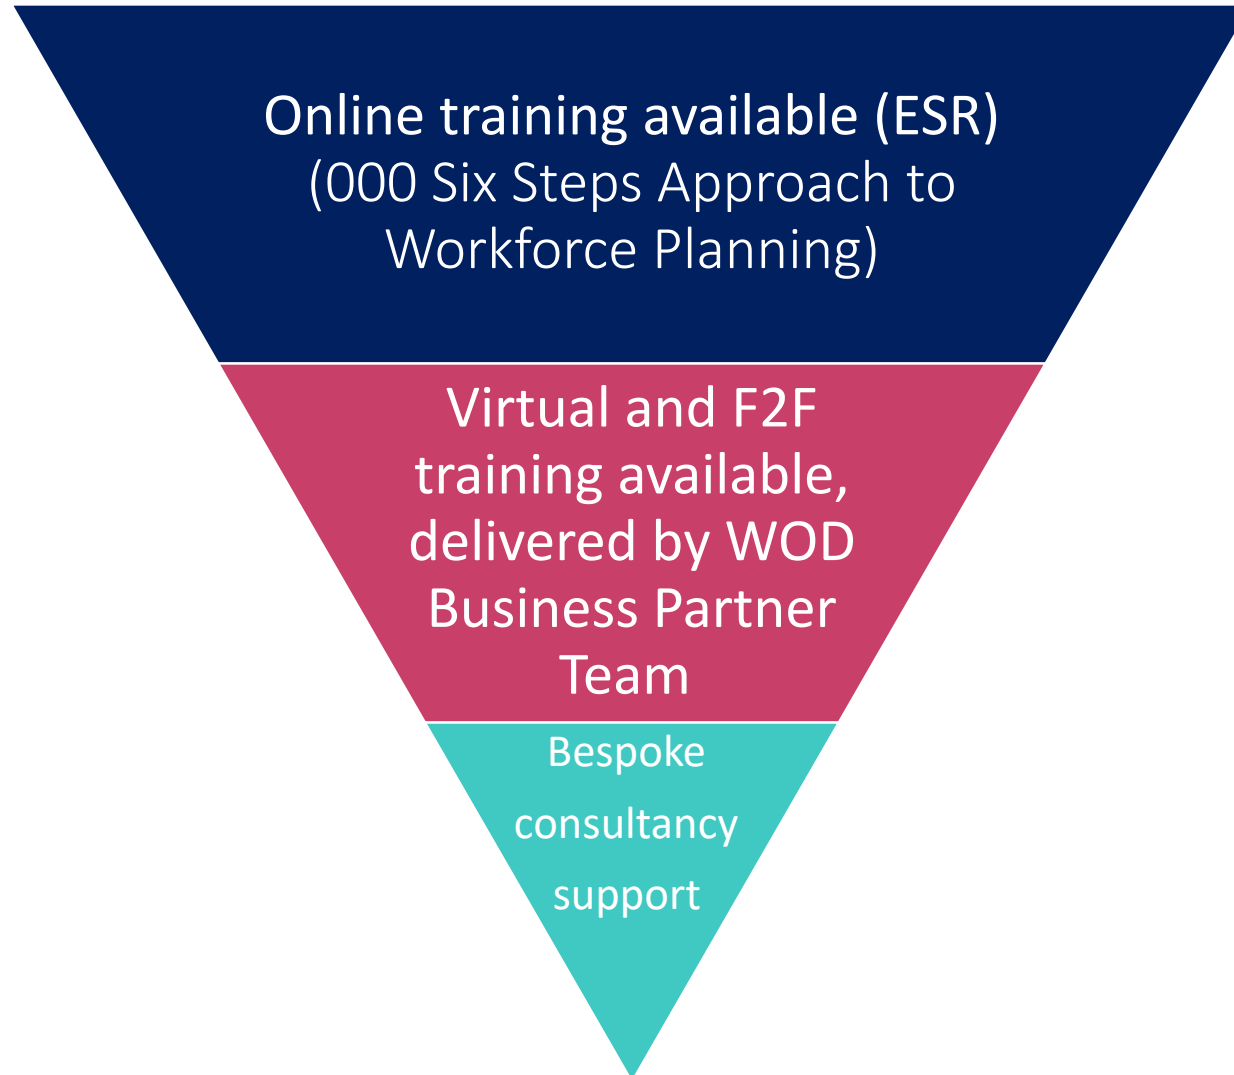 Online training available (ESR)
(000 Six Steps Approach to
Workforce Planning)
Virtual and F2F
training available,
delivered by WOD
Business Partner
Team
Bespoke
consultancy
support